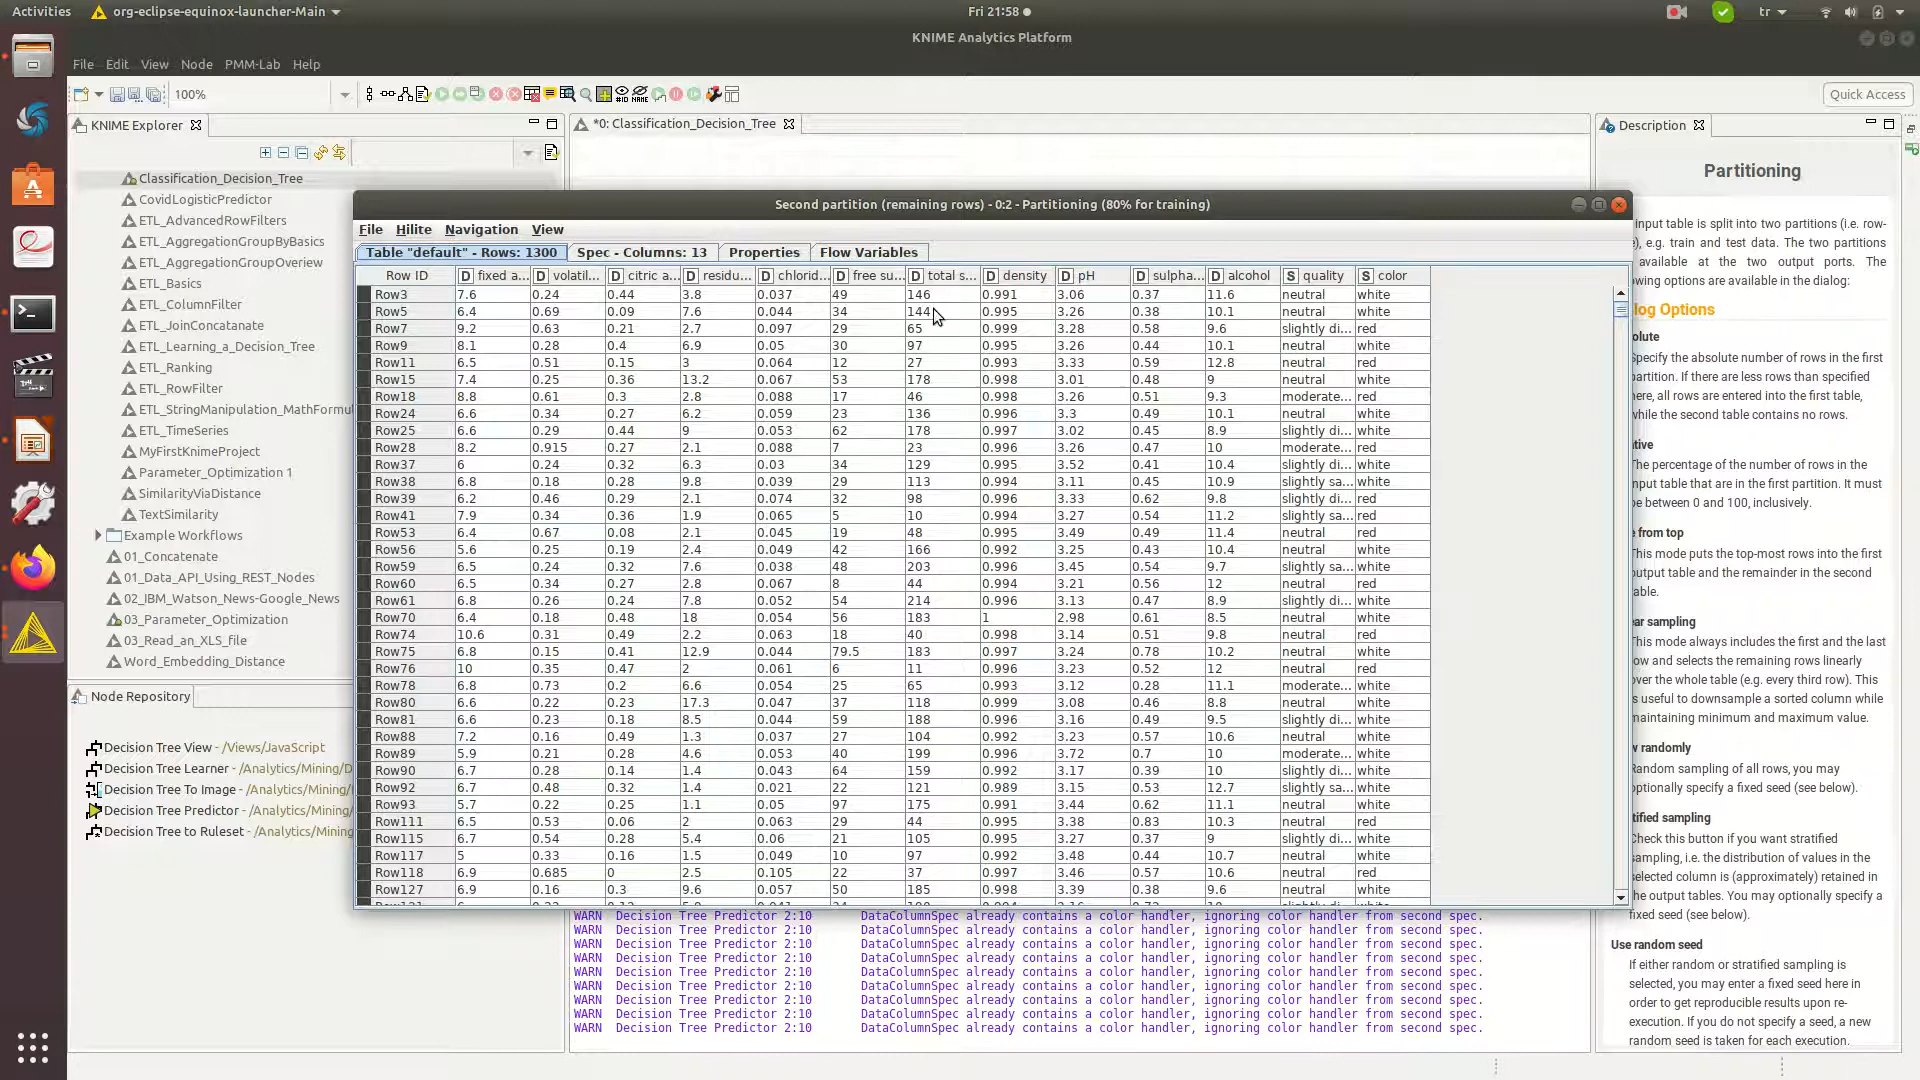 Activities
org-eclipse-equinox-launcher-Main
Fri 21:58
tr
KNIME Analytics Platform
File Edit View Node PMM-Lab Help
100%
Quick Access
KNIME Explorer
*0: Classification_Decision_Tree
Description
Classification_Decision_Tree
CovidLogisticPredictor
ETL_AdvancedRowFilters
ETL_AggregationGroupByBasics
ETL_AggregationGroupOveriew
ETL_Basics
ETL_ColumnFilter
ETL_JoinConcatanate
ETL_Learning_a_Decision_Tree
ETL_Ranking
ETL_RowFilter
ETL_StringManipulation_MathFormul
ETL_TimeSeries
MyFirstKnimeProject
Parameter_Optimization 1
SimilarityViaDistance
TextSimilarity
Example Workflows
01_Concatenate
01_Data_API_Using_REST_Nodes
02_IBM_Watson_News-Google_News
03_Parameter_Optimization
03_Read_an_XLS_file
Word_Embedding_Distance
Node Repository
Decision Tree View - /Views/JavaScript
Decision Tree Learner - /Analytics/Mining/D
Decision Tree To Image - /Analytics/Mining/
Decision Tree Predictor - /Analytics/Mining/
Decision Tree to Ruleset - /Analytics/Mining
Second partition (remaining rows) - 0:2 - Partitioning (80% for training)
File Hilite Navigation View
Table "default" - Rows: 1300 Spec - Columns: 13 Properties Flow Variables
Row ID D fixed a... D volatil... D citric a... D residu... D chlorid... D free su... D total s... D density D pH D sulpha... D alcohol S quality S color
Row3 7.6 0.24 0.44 3.8 0.037 49 146 0.991 3.06 0.37 11.6 neutral white
Row5 6.4 0.69 0.09 7.6 0.044 34 144 0.995 3.26 0.38 10.1 neutral white
Row7 9.2 0.63 0.21 2.7 0.097 29 65 0.999 3.28 0.58 9.6 slightly di... red
Row9 8.1 0.28 0.4 6.9 0.05 30 97 0.995 3.26 0.44 10.1 neutral white
Row11 6.5 0.51 0.15 3 0.064 12 27 0.993 3.33 0.59 12.8 neutral red
Row15 7.4 0.25 0.36 13.2 0.067 53 178 0.998 3.01 0.48 9 neutral white
Row18 8.8 0.61 0.3 2.8 0.088 17 46 0.998 3.26 0.51 9.3 moderate... red
Row24 6.6 0.34 0.27 6.2 0.059 23 136 0.996 3.3 0.49 10.1 neutral white
Row25 6.6 0.29 0.44 9 0.053 62 178 0.997 3.02 0.45 8.9 slightly di... white
Row28 8.2 0.915 0.27 2.1 0.088 7 23 0.996 3.26 0.47 10 moderate... red
Row37 6 0.24 0.32 6.3 0.03 34 129 0.995 3.52 0.41 10.4 slightly di... white
Row38 6.8 0.18 0.28 9.8 0.039 29 113 0.994 3.11 0.45 10.9 slightly sa... white
Row39 6.2 0.46 0.29 2.1 0.074 32 98 0.996 3.33 0.62 9.8 slightly di... red
Row41 7.9 0.34 0.36 1.9 0.065 5 10 0.994 3.27 0.54 11.2 slightly sa... red
Row53 6.4 0.67 0.08 2.1 0.045 19 48 0.995 3.49 0.49 11.4 neutral red
Row56 5.6 0.25 0.19 2.4 0.049 42 166 0.992 3.25 0.43 10.4 neutral white
Row59 6.5 0.24 0.32 7.6 0.038 48 203 0.996 3.45 0.54 9.7 slightly sa... white
Row60 6.5 0.34 0.27 2.8 0.067 8 44 0.994 3.21 0.56 12 neutral red
Row61 6.8 0.26 0.24 7.8 0.052 54 214 0.996 3.13 0.47 8.9 slightly di... white
Row70 6.4 0.18 0.48 18 0.054 56 183 1 2.98 0.61 8.5 neutral white
Row74 10.6 0.31 0.49 2.2 0.063 18 40 0.998 3.14 0.51 9.8 neutral red
Row75 6.8 0.15 0.41 12.9 0.044 79.5 183 0.997 3.24 0.78 10.2 neutral white
Row76 10 0.35 0.47 2 0.061 6 11 0.996 3.23 0.52 12 neutral red
Row78 6.8 0.73 0.2 6.6 0.054 25 65 0.993 3.12 0.28 11.1 moderate... white
Row80 6.6 0.22 0.23 17.3 0.047 37 118 0.999 3.08 0.46 8.8 neutral white
Row81 6.6 0.23 0.18 8.5 0.044 59 188 0.996 3.16 0.49 9.5 slightly di... white
Row88 7.2 0.16 0.49 1.3 0.037 27 104 0.992 3.23 0.57 10.6 neutral white
Row89 5.9 0.21 0.28 4.6 0.053 40 199 0.996 3.72 0.7 10 moderate... white
Row90 6.7 0.28 0.14 1.4 0.043 64 159 0.992 3.17 0.39 10 slightly di... white
Row92 6.7 0.48 0.32 1.4 0.021 22 121 0.989 3.15 0.53 12.7 slightly sa... white
Row93 5.7 0.22 0.25 1.1 0.05 97 175 0.991 3.44 0.62 11.1 neutral white
Row111 6.5 0.53 0.06 2 0.063 29 44 0.995 3.38 0.83 10.3 neutral red
Row115 6.7 0.54 0.28 5.4 0.06 21 105 0.995 3.27 0.37 9 slightly di... white
Row117 5 0.33 0.16 1.5 0.049 10 97 0.992 3.48 0.44 10.7 neutral white
Row118 6.9 0.685 0 2.5 0.105 22 37 0.997 3.46 0.57 10.6 neutral red
Row127 6.9 0.16 0.3 9.6 0.057 50 185 0.998 3.39 0.38 9.6 neutral white
WARN Decision Tree Predictor 2:10 DataColumnSpec already contains a color handler, ignoring color handler from second spec.
WARN Decision Tree Predictor 2:10 DataColumnSpec already contains a color handler, ignoring color handler from second spec.
WARN Decision Tree Predictor 2:10 DataColumnSpec already contains a color handler, ignoring color handler from second spec.
WARN Decision Tree Predictor 2:10 DataColumnSpec already contains a color handler, ignoring color handler from second spec.
WARN Decision Tree Predictor 2:10 DataColumnSpec already contains a color handler, ignoring color handler from second spec.
WARN Decision Tree Predictor 2:10 DataColumnSpec already contains a color handler, ignoring color handler from second spec.
WARN Decision Tree Predictor 2:10 DataColumnSpec already contains a color handler, ignoring color handler from second spec.
WARN Decision Tree Predictor 2:10 DataColumnSpec already contains a color handler, ignoring color handler from second spec.
WARN Decision Tree Predictor 2:10 DataColumnSpec already contains a color handler, ignoring color handler from second spec.
Partitioning
input table is split into two partitions (i.e. row-
), e.g. train and test data. The two partitions
available at the two output ports. The
owing options are available in the dialog:
log Options
olute
Specify the absolute number of rows in the first
partition. If there are less rows than specified
here, all rows are entered into the first table,
while the second table contains no rows.
ative
The percentage of the number of rows in the
input table that are in the first partition. It must
be between 0 and 100, inclusively.
e from top
This mode puts the top-most rows into the first
output table and the remainder in the second
table.
ear sampling
This mode always includes the first and the last
row and selects the remaining rows linearly
over the whole table (e.g. every third row). This
is useful to downsample a sorted column while
maintaining minimum and maximum value.
w randomly
Random sampling of all rows, you may
optionally specify a fixed seed (see below).
tified sampling
Check this button if you want stratified
sampling, i.e. the distribution of values in the
selected column is (approximately) retained in
the output tables. You may optionally specify a
fixed seed (see below).
Use random seed
If either random or stratified sampling is
selected, you may enter a fixed seed here in
order to get reproducible results upon re-
execution. If you do not specify a seed, a new
random seed is taken for each execution.